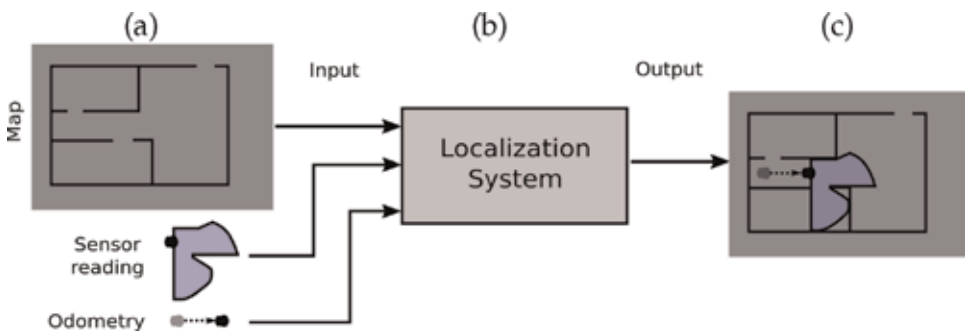 (a)
(b)
(c)
Input
Output
Map
Localization
System
Sensor
reading
Odometry